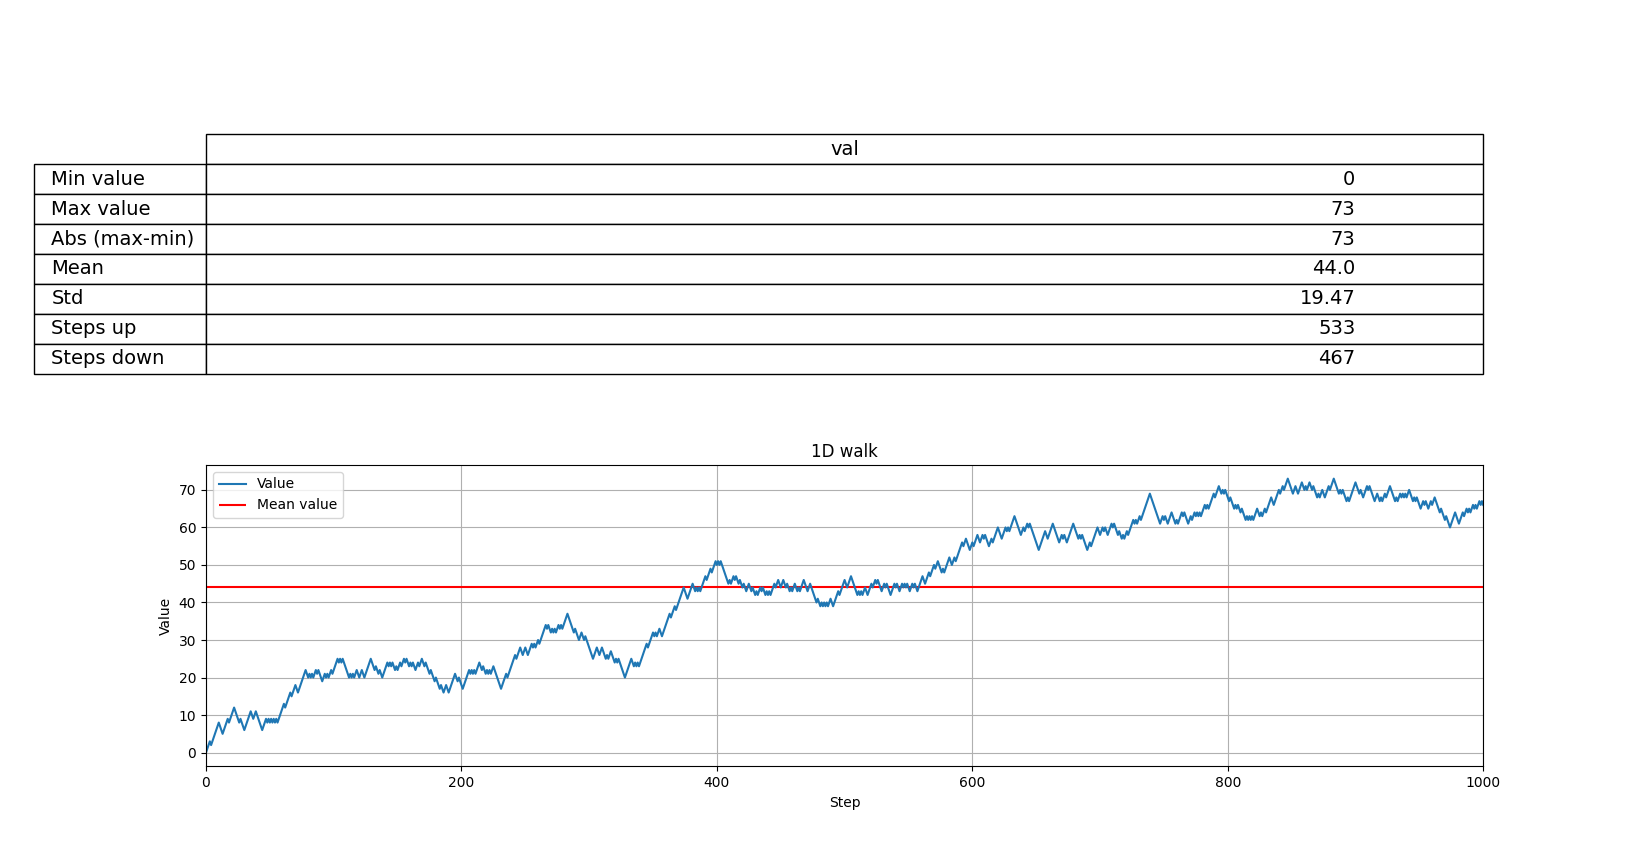 val
Min value 0
Max value 73
Abs (max-min) 73
Mean 44.0
Std 19.47
Steps up 533
Steps down 467
1D walk
Value
Mean value
70
60
50
40
30
20
10
0
Value
0 200 400 600 800 1000
Step